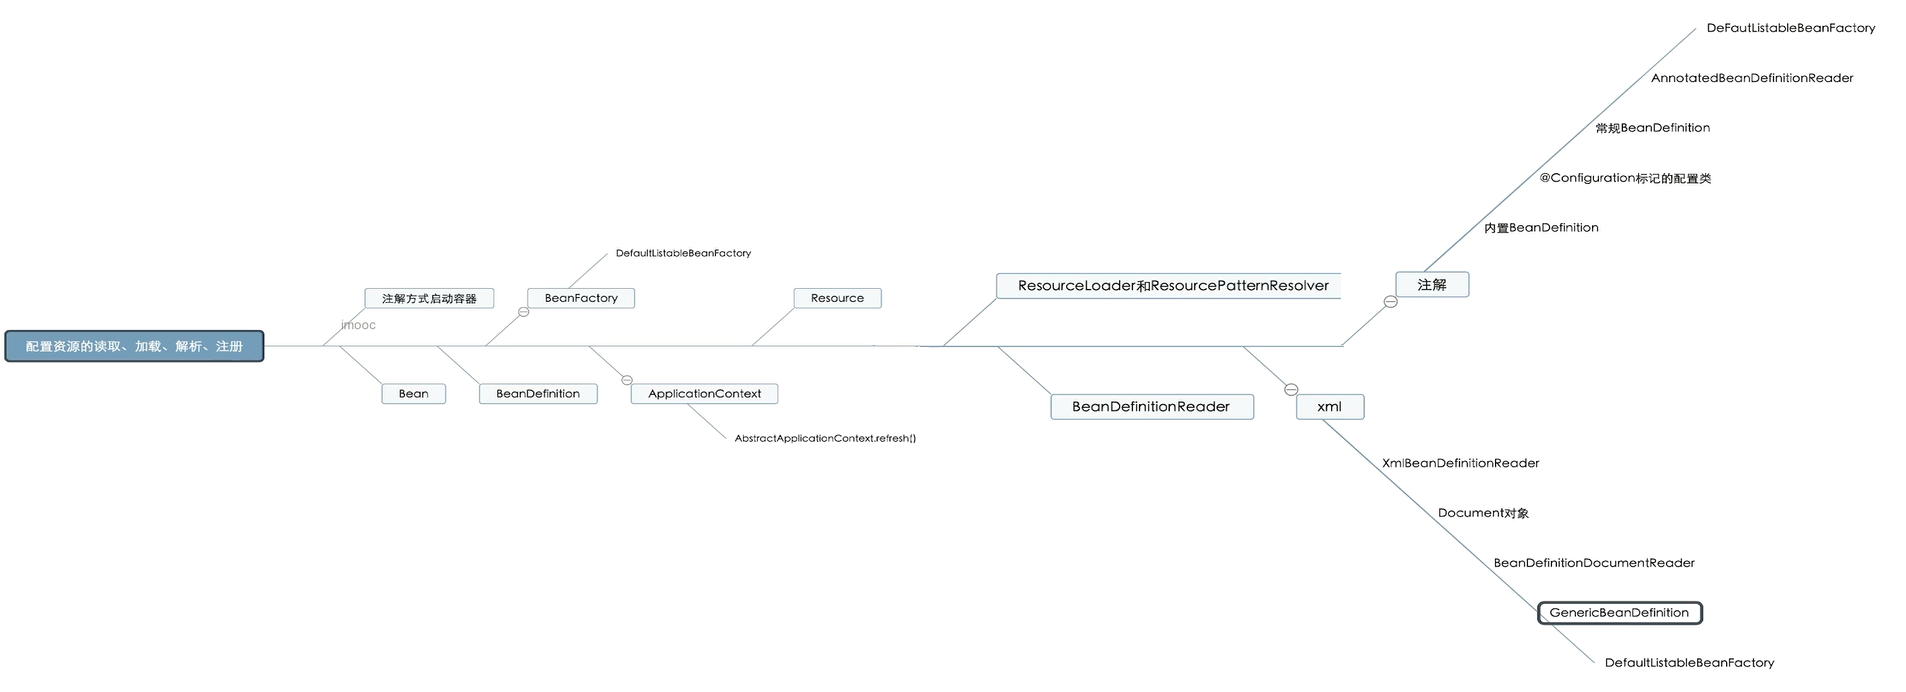 配置资源的读取、加载、解析、注册
imooc
注解方式启动容器
Bean
BeanDefinition
DefaultListableBeanFactory
BeanFactory
ApplicationContext
AbstractApplicationContext.refresh()
Resource
ResourceLoader和ResourcePatternResolver
BeanDefinitionReader
DeFautListableBeanFactory
AnnotatedBeanDefinitionReader
常规BeanDefinition
@Configuration标记的配置类
内置BeanDefinition
注解
xml
XmlBeanDefinitionReader
Document对象
BeanDefinitionDocumentReader
GenericBeanDefinition
DefaultListableBeanFactory